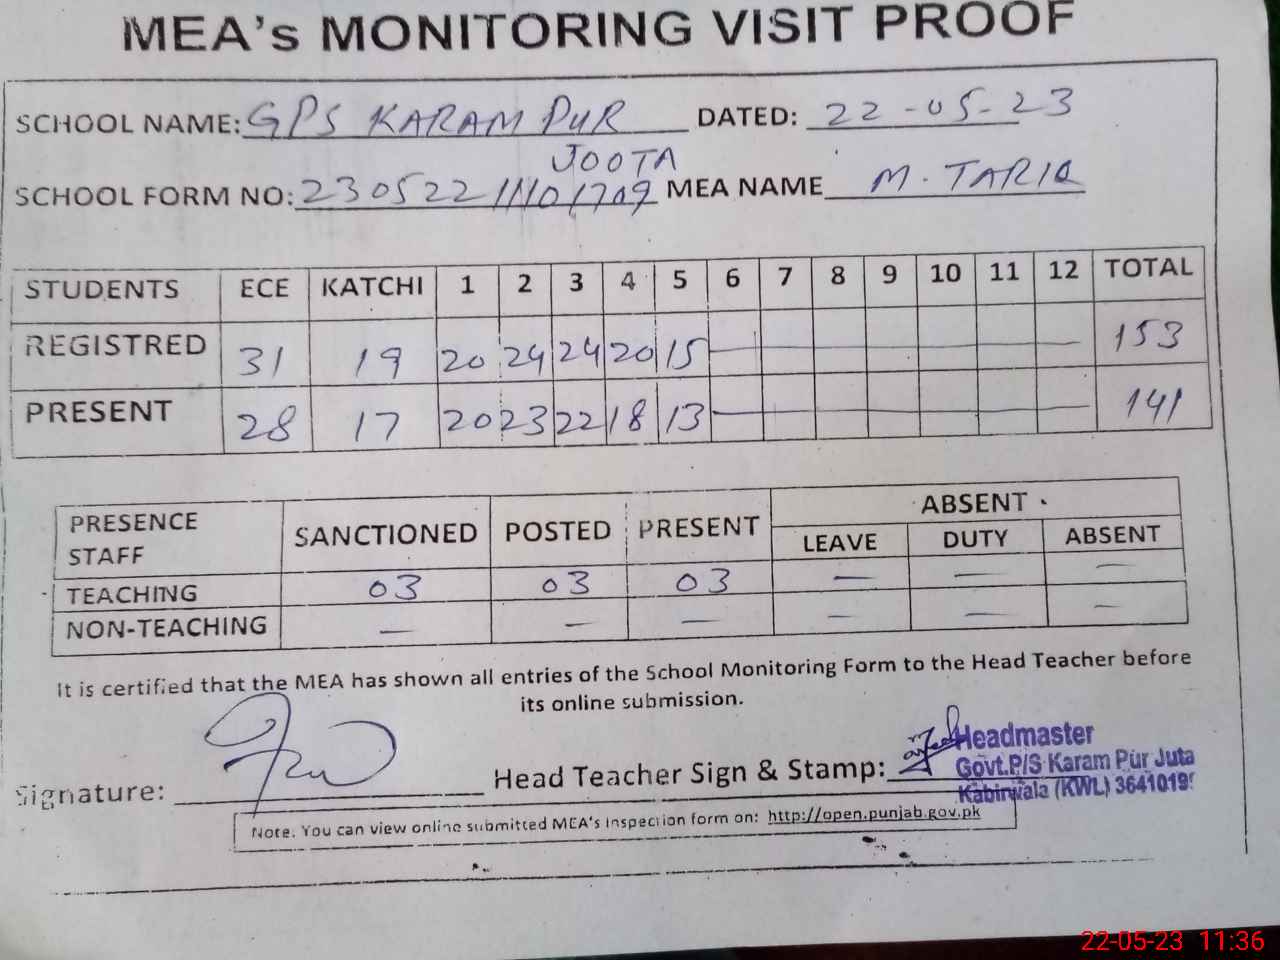 MEA's MONITORING VISIT PROOF
SCHOOL NAME: GPS KARAM PUR DATED: 22-05-23
JOOTA
SCHOOL FORM NO: 23052211101709 MEA NAME M. TARIQ
STUDENTS ECE KATCHI 1 2 3 4 5 6 7 8 9 10 11 12 TOTAL
REGISTRED 31 19 20 24 24 20 15 — 153
PRESENT 28 17 20 23 22 18 13 — 141
PRESENCE STAFF SANCTIONED POSTED PRESENT ABSENT
LEAVE DUTY ABSENT
TEACHING 03 03 03 — — —
NON-TEACHING — — — — — —
It is certified that the MEA has shown all entries of the School Monitoring Form to the Head Teacher before
its online submission.
Signature: Head Teacher Sign & Stamp:
Headmaster
Govt.P/S Karam Pur Juta
Kabirwala (KWL) 3641019
Note. You can view online submitted MEA's Inspection form on: http://open.punjab.gov.pk
22-05-23 11:36